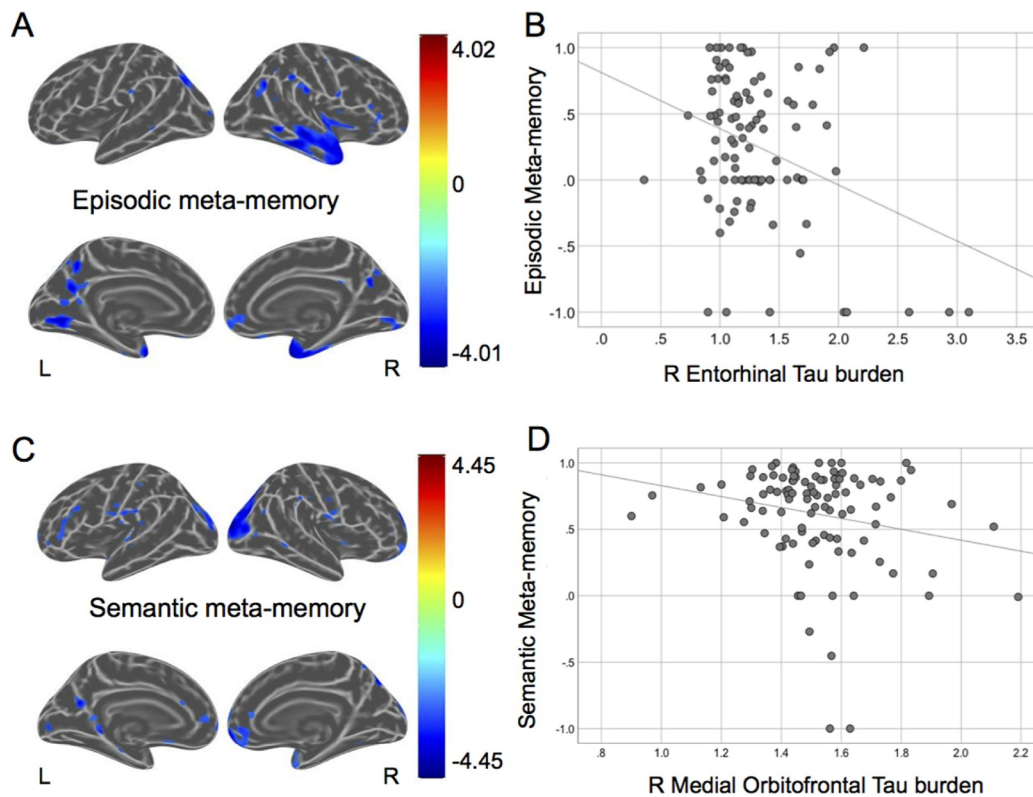 A
4.02
0
-4.01
Episodic meta-memory
L
R
B
Episodic Meta-memory
1.0
.5
.0
-.5
-1.0
.0
.5
1.0
1.5
2.0
2.5
3.0
3.5
R Entorhinal Tau burden
C
4.45
0
-4.45
Semantic meta-memory
L
R
D
Semantic Meta-memory
1.0
.5
.0
-.5
-1.0
.8
1.0
1.2
1.4
1.6
1.8
2.0
2.2
R Medial Orbitofrontal Tau burden